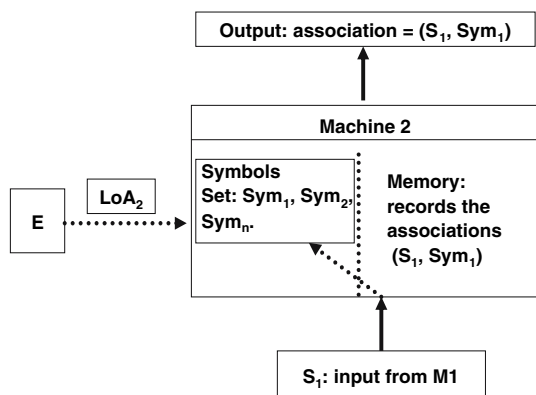 Output: association = (S₁, Sym₁)
Machine 2
Symbols
Set: Sym₁, Sym₂,
Symₙ.
Memory:
records the
associations
(S₁, Sym₁)
LoA₂
E
S₁: input from M1